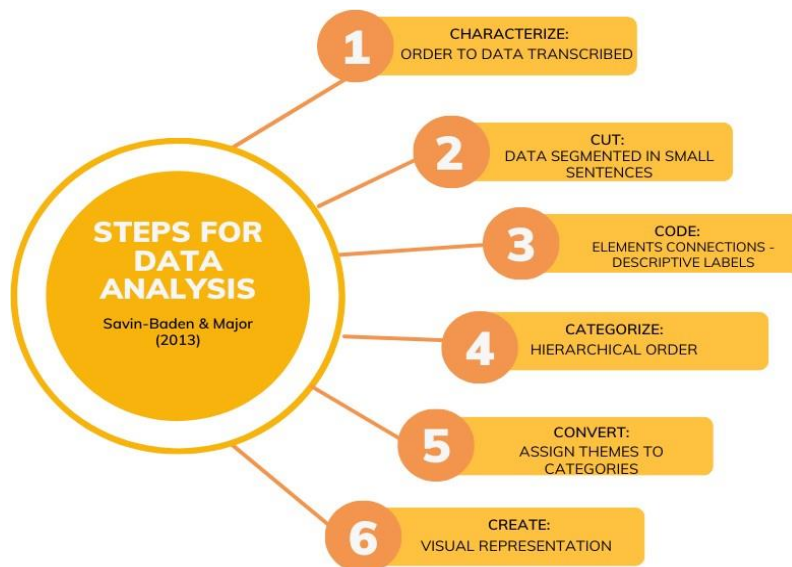 STEPS FOR
DATA
ANALYSIS
Savin-Baden & Major
(2013)
1
CHARACTERIZE:
ORDER TO DATA TRANSCRIBED
2
CUT:
DATA SEGMENTED IN SMALL
SENTENCES
3
CODE:
ELEMENTS CONNECTIONS -
DESCRIPTIVE LABELS
4
CATEGORIZE:
HIERARCHICAL ORDER
5
CONVERT:
ASSIGN THEMES TO
CATEGORIES
6
CREATE:
VISUAL REPRESENTATION